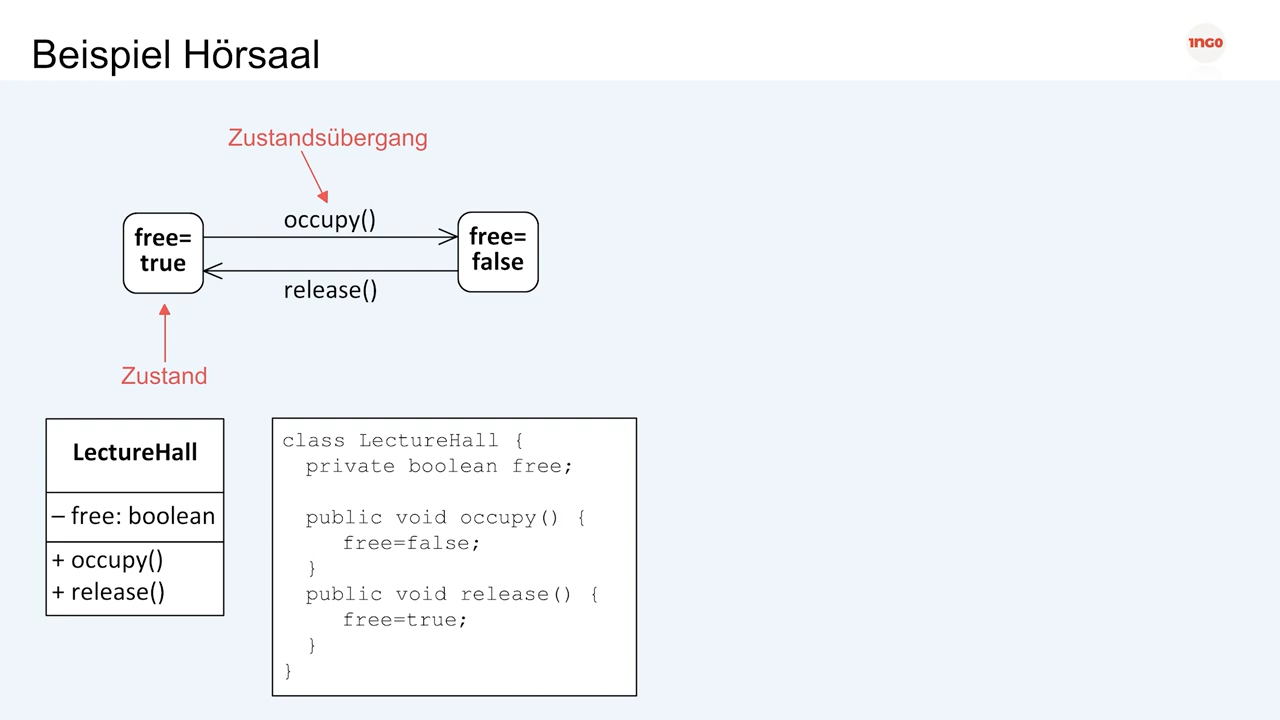 Beispiel Hörsaal
1NG0
Zustandsübergang
occupy()
free=
true
free=
false
release()
Zustand
LectureHall
– free: boolean
+ occupy()
+ release()
class LectureHall {
private boolean free;
public void occupy() {
free=false;
}
public void release() {
free=true;
}
}